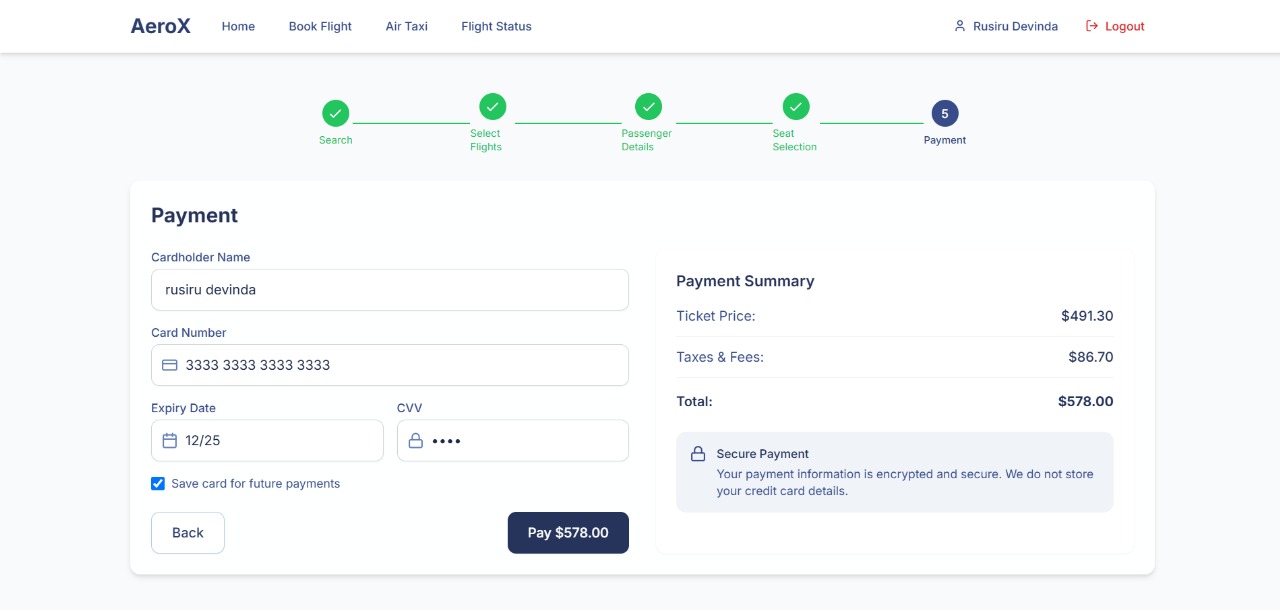 AeroX
Home
Book Flight
Air Taxi
Flight Status
Rusiru Devinda
Logout
Search
Select
Flights
Passenger
Details
Seat
Selection
5
Payment
Payment
Cardholder Name
rusiru devinda
Card Number
3333 3333 3333 3333
Expiry Date
CVV
12/25
••••
Save card for future payments
Back
Pay $578.00
Payment Summary
Ticket Price: $491.30
Taxes & Fees: $86.70
Total: $578.00
Secure Payment
Your payment information is encrypted and secure. We do not store
your credit card details.